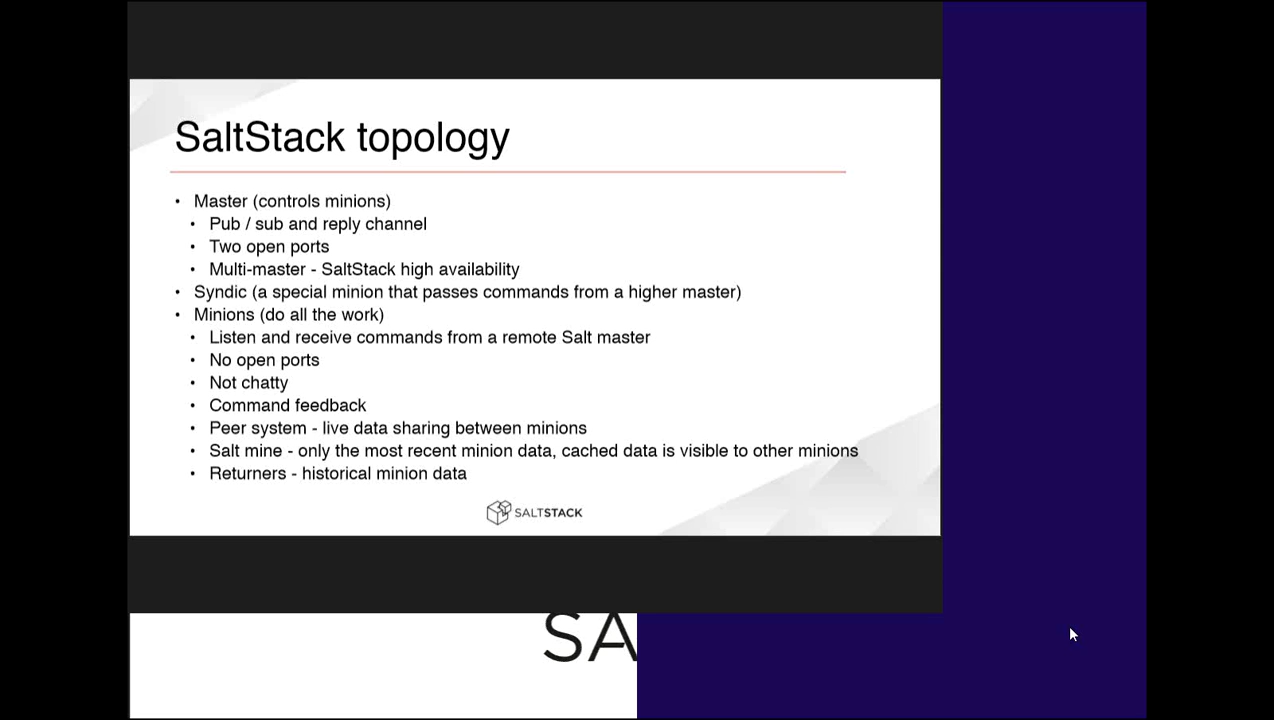 SaltStack topology
• Master (controls minions)
• Pub / sub and reply channel
• Two open ports
• Multi-master - SaltStack high availability
• Syndic (a special minion that passes commands from a higher master)
• Minions (do all the work)
• Listen and receive commands from a remote Salt master
• No open ports
• Not chatty
• Command feedback
• Peer system - live data sharing between minions
• Salt mine - only the most recent minion data, cached data is visible to other minions
• Returners - historical minion data
SALTSTACK
SA